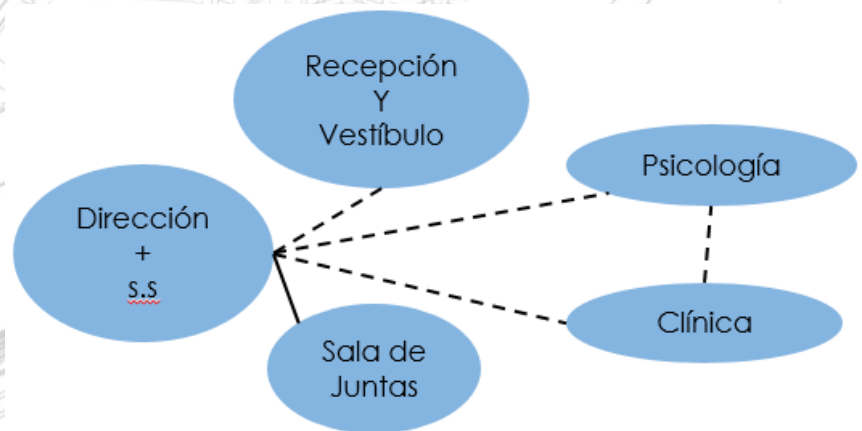 Recepción
Y
Vestíbulo
Psicología
Dirección
+
s.s
Clínica
Sala de
Juntas